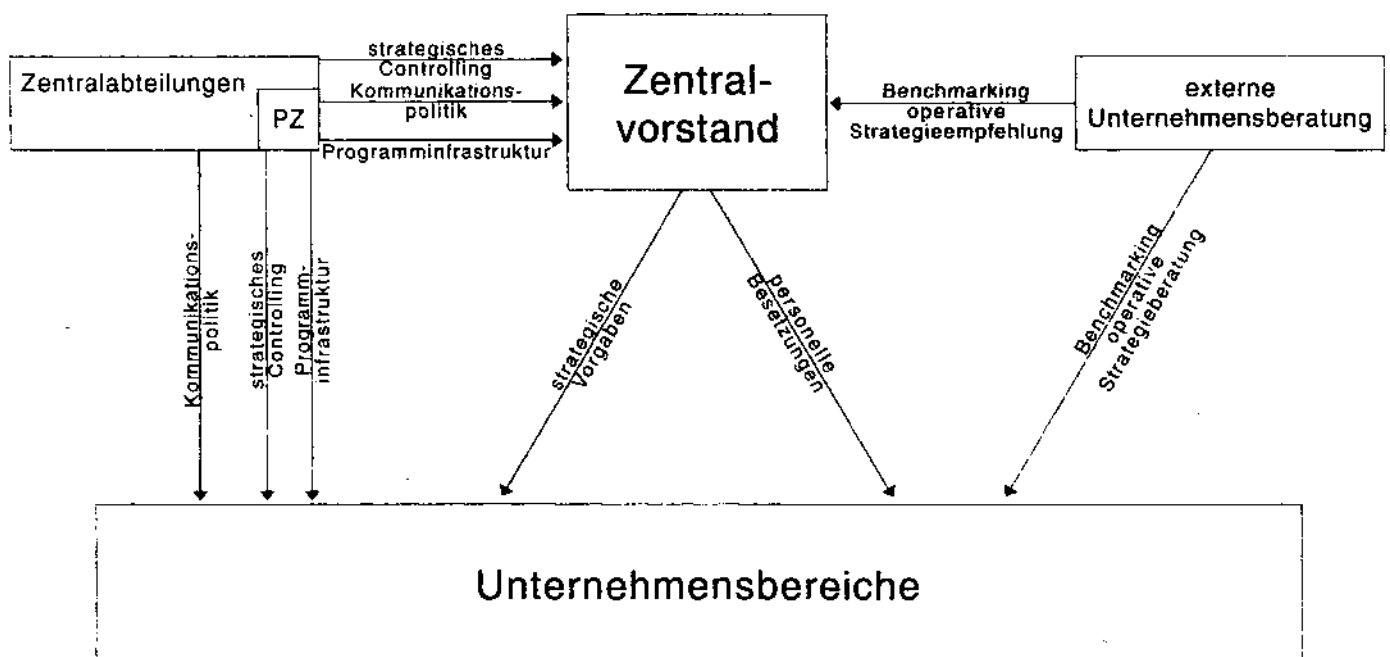 Zentralabteilungen
PZ
strategisches
Controlling
Kommunikations-
politik
Programminfrastruktur
Zentral-
vorstand
Benchmarking
operative
Strategieempfehlung
externe
Unternehmensberatung
Kommunikations-
politik
strategisches
Controlling
Programm-
infrastruktur
strategische
Vorgaben
personelle
Besetzungen
Benchmarking
operative
Strategieberatung
Unternehmensbereiche